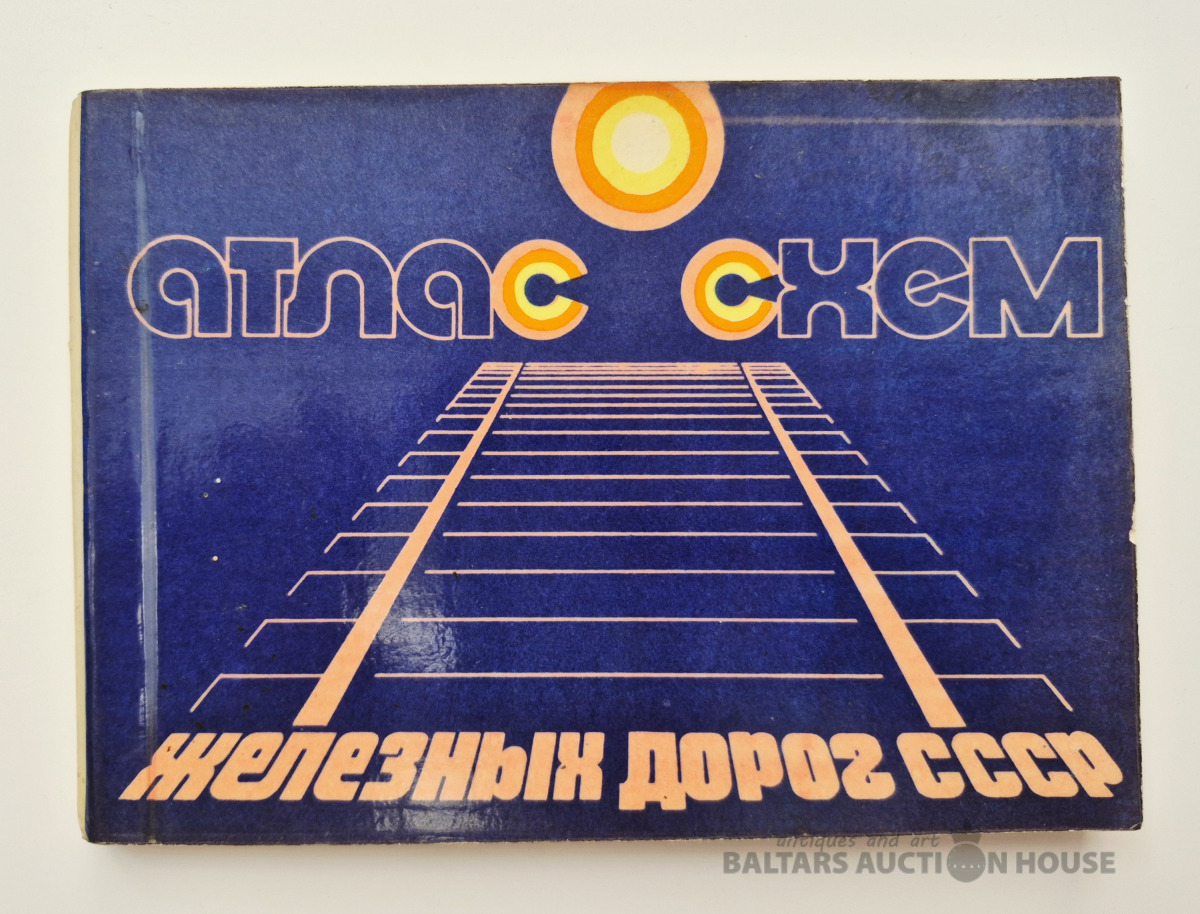 атлас схем
железных дорог СССР
antiques and art
BALTARS AUCTION HOUSE